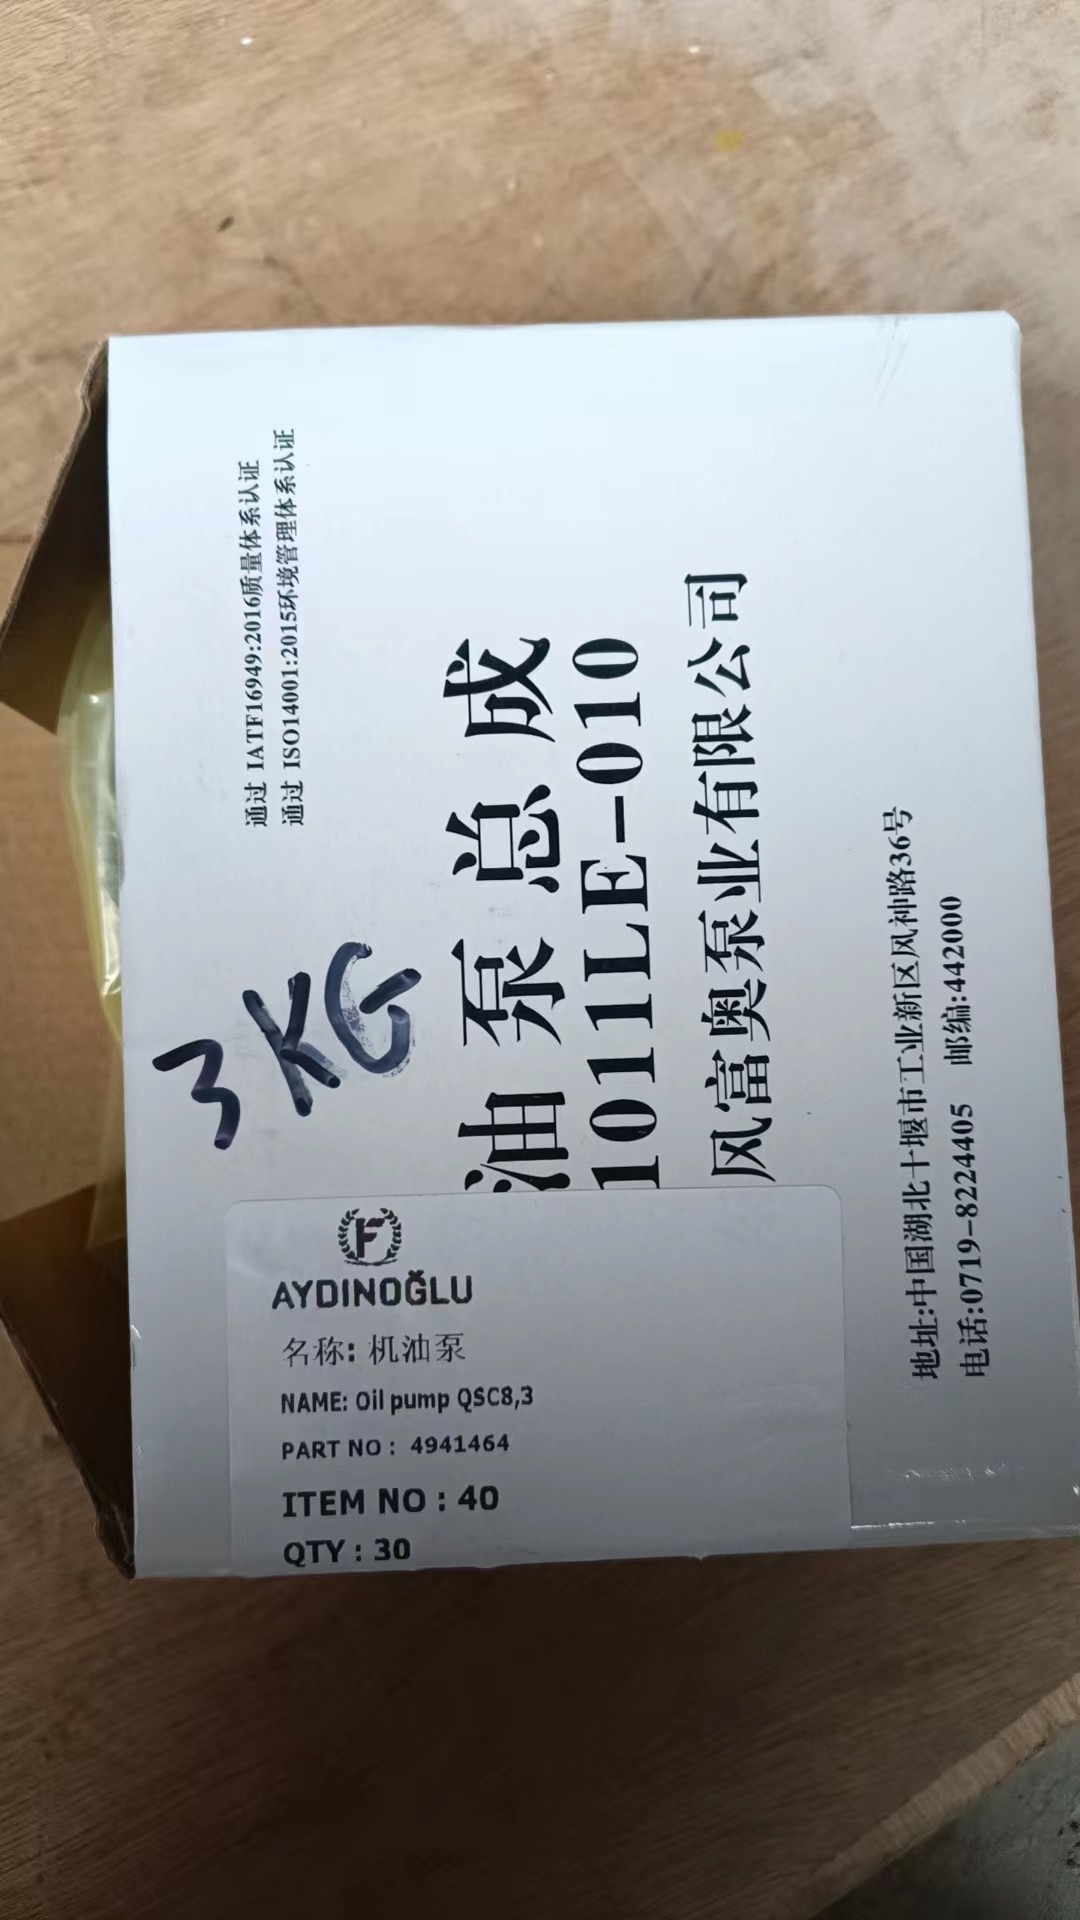 通过 IATF16949:2016质量体系认证
通过 ISO14001:2015环境管理体系认证
3KG
油泵总成
1011LE-010
风富奥泵业有限公司
地址:中国湖北十堰市工业新区风神路36号
电话:0719-8224405 邮编:442000
F
AYDINOĞLU
名称: 机油泵
NAME: Oil pump QSC8,3
PART NO : 4941464
ITEM NO : 40
QTY : 30